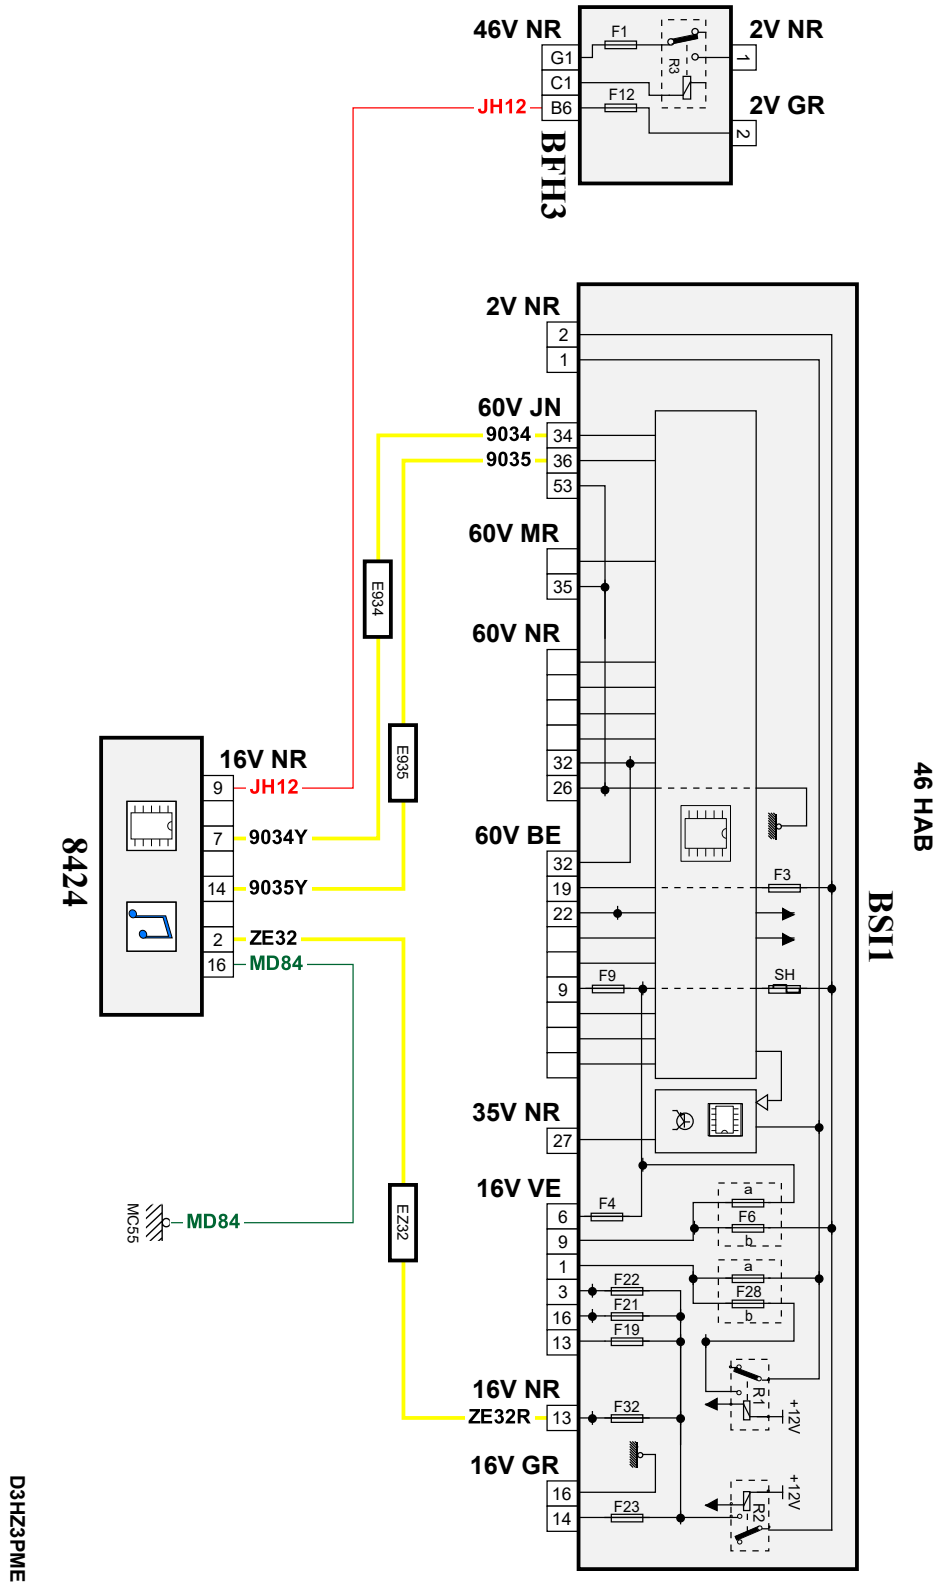 46V NR
F1
2V NR
G1
1
R3
C1
F12
2V GR
JH12
B6
2
BFH3
2V NR
2
1
60V JN
9034
34
9035
36
53
60V MR
35
E934
60V NR
E935
16V NR
32
9
JH12
26
46 HAB
7
9034Y
60V BE
32
8424
14
9035Y
19
F3
BSI1
22
2
ZE32
16
MD84
F9
SH
9
35V NR
27
16V VE
a
MC55
MD84
EZ32
6
F4
F6
9
b
1
a
3
F22
F28
16
F21
b
13
F19
16V NR
R1
+12V
ZE32R
13
F32
16V GR
16
+12V
R2
14
F23
D3HZ3PME